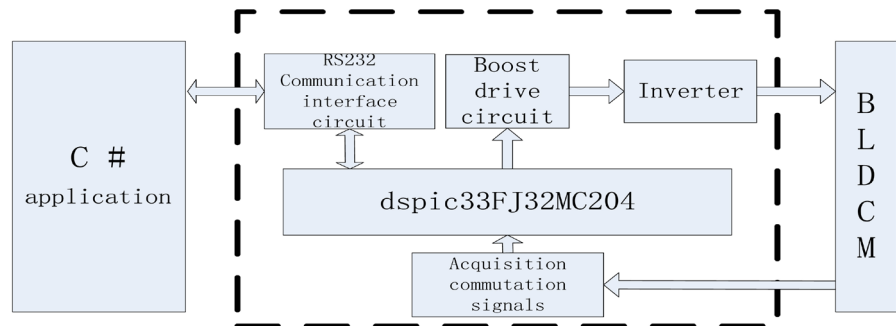 C #
application
RS232
Communication
interface
circuit
Boost
drive
circuit
Inverter
dspic33FJ32MC204
Acquisition
commutation
signals
B
L
D
C
M